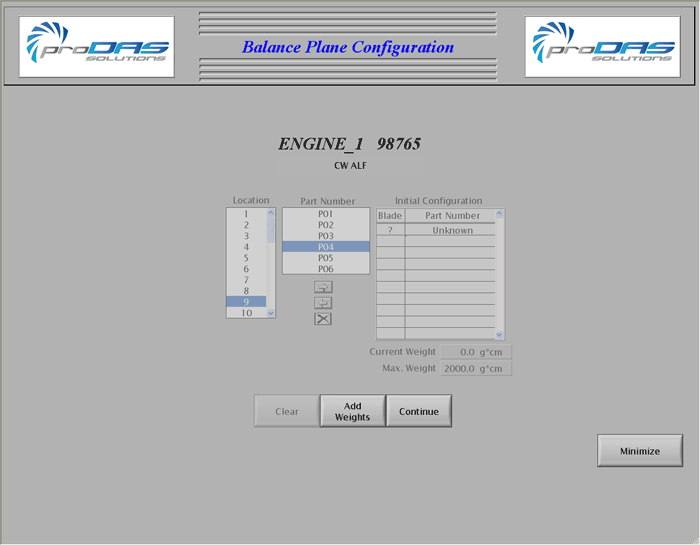 proDAS
SOLUTIONS
Balance Plane Configuration
proDAS
SOLUTIONS
ENGINE_1 98765
CW ALF
Location
1
2
3
4
5
6
7
8
9
10
Part Number
P01
P02
P03
P04
P05
P06
Initial Configuration
Blade Part Number
? Unknown
Current Weight 0.0 g*cm
Max. Weight 2000.0 g*cm
Clear
Add
Weights
Continue
Minimize